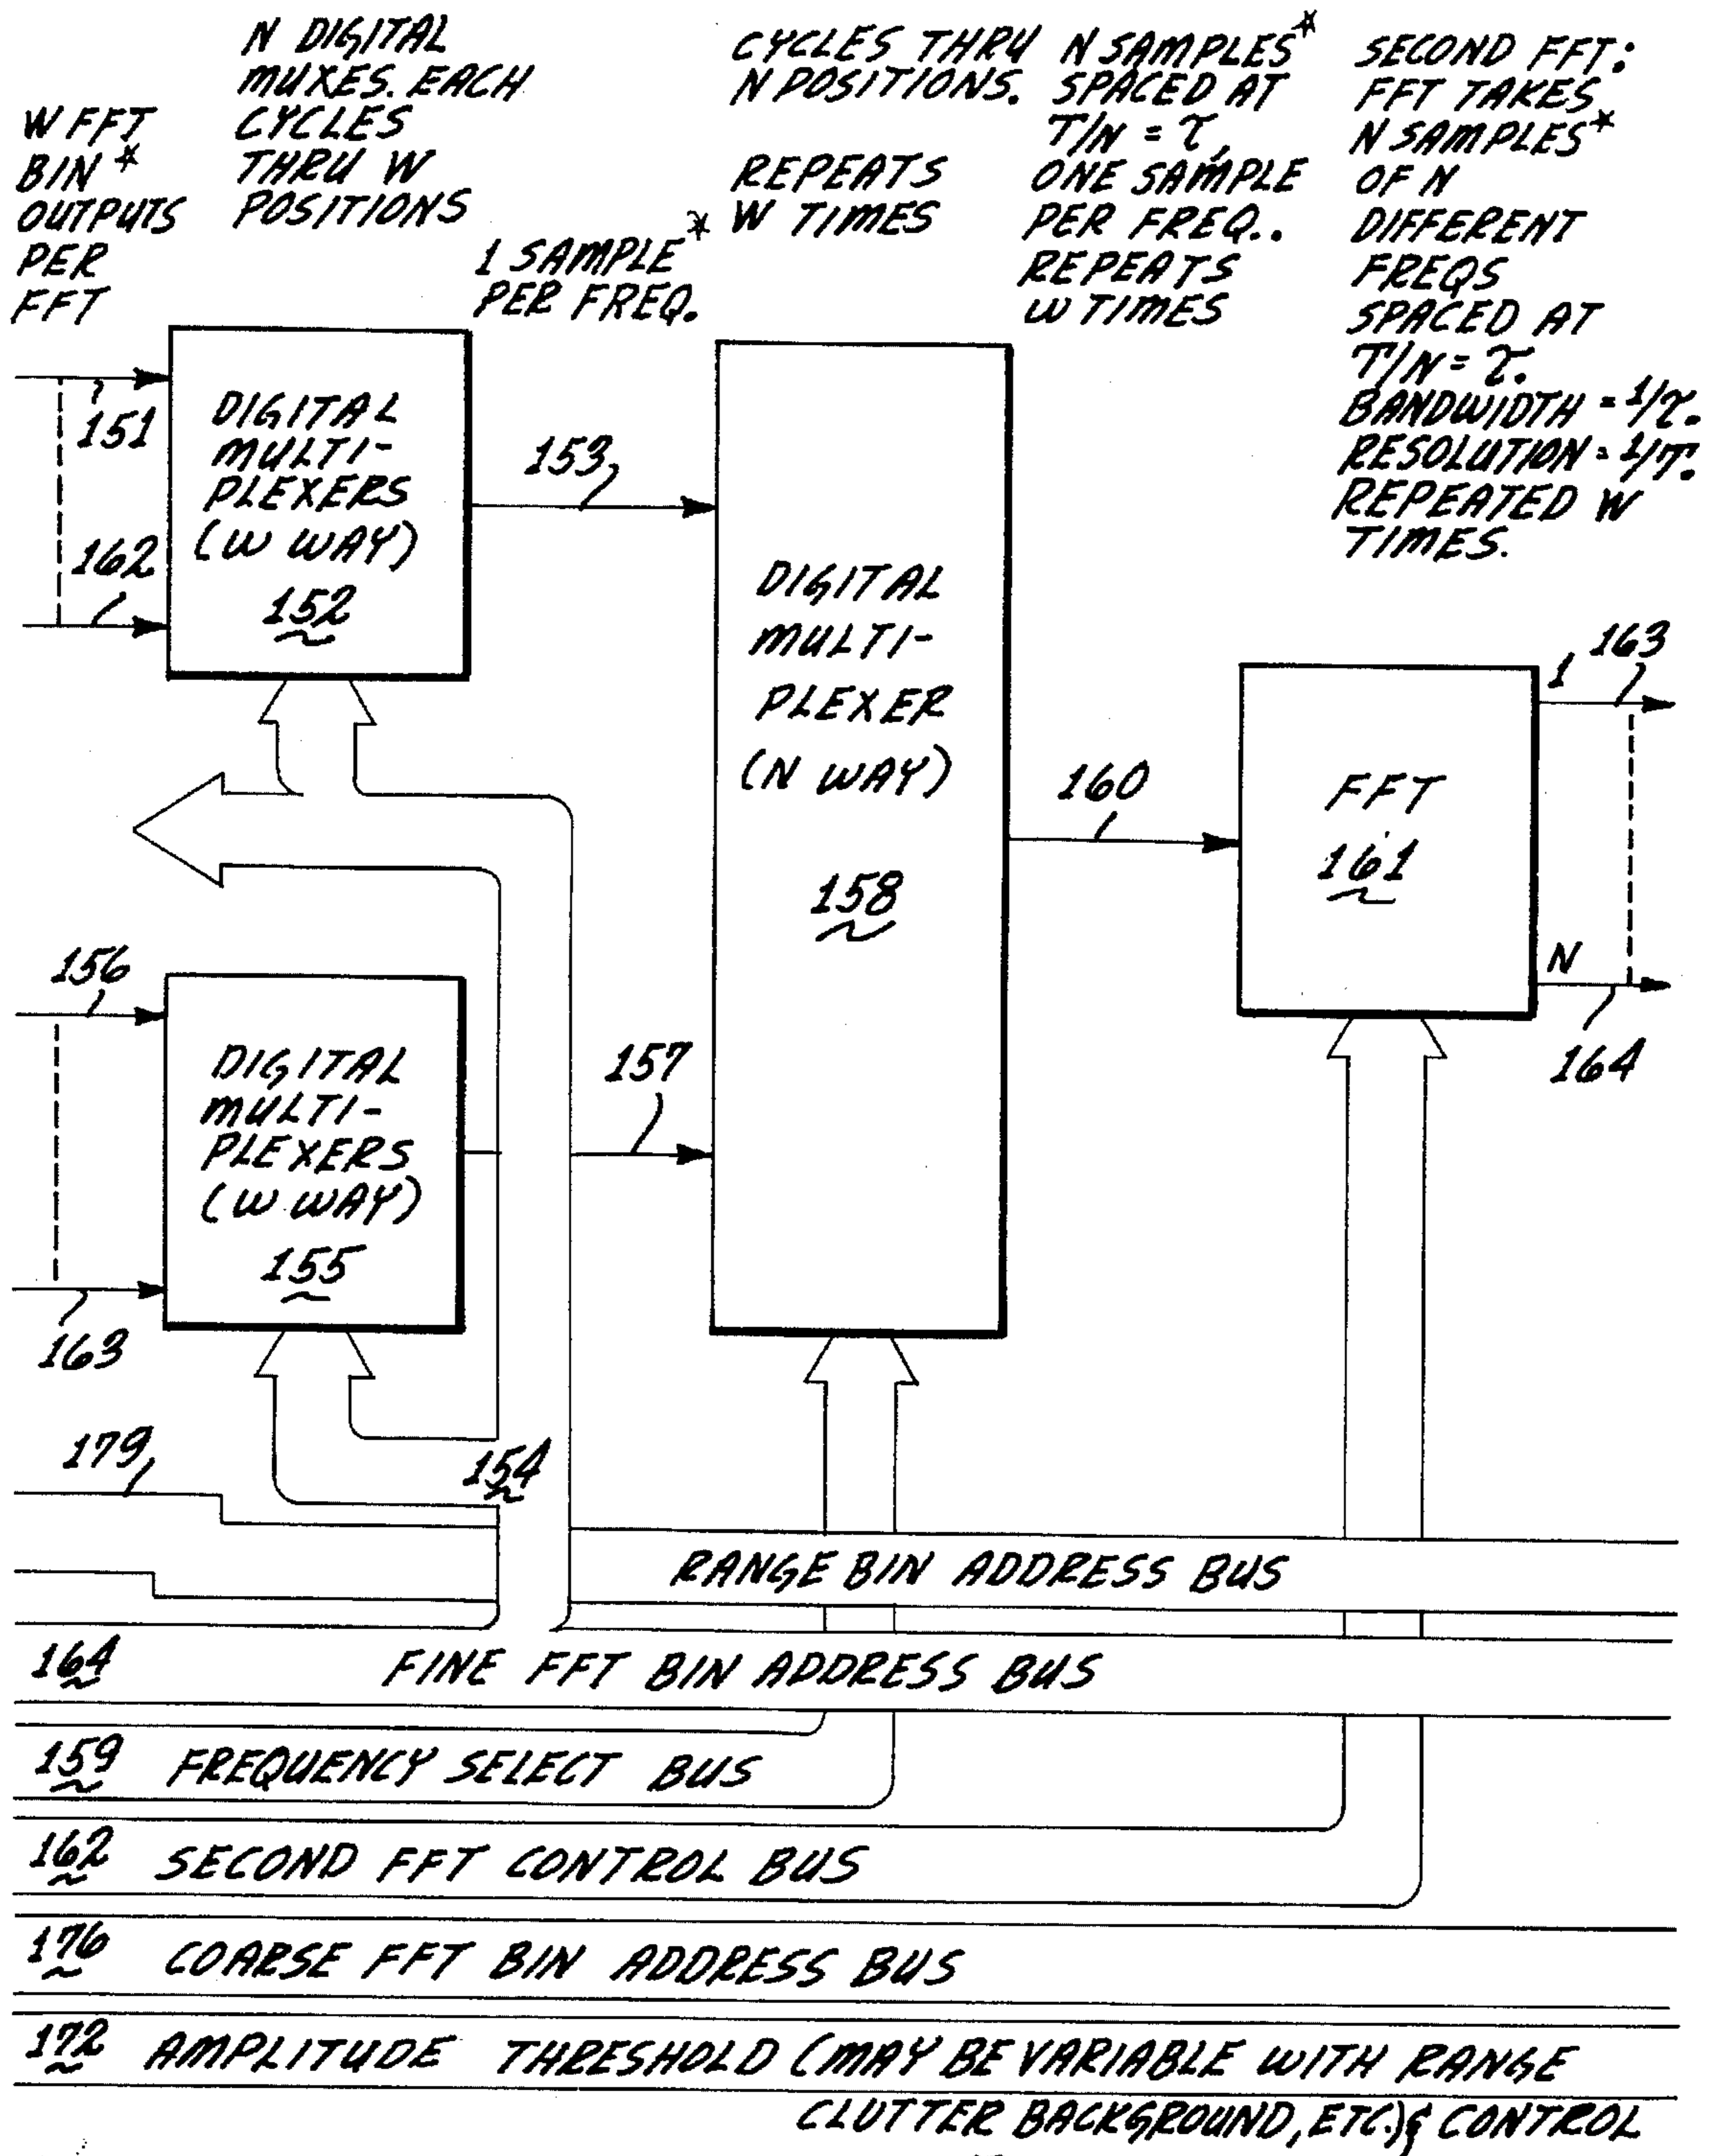 N DIGITAL
MUXES. EACH
CYCLES
THRU W
POSITIONS
W FFT
BIN *
OUTPUTS
PER
FFT
1 SAMPLE *
PER FREQ.
CYCLES THRU
N POSITIONS.
REPEATS
W TIMES
N SAMPLES *
SPACED AT
T/N = τ,
ONE SAMPLE
PER FREQ..
REPEATS
W TIMES
SECOND FFT:
FFT TAKES
N SAMPLES *
OF N
DIFFERENT
FREQS
SPACED AT
T/N = τ.
BANDWIDTH = 1/τ.
RESOLUTION = 1/T.
REPEATED W
TIMES.
151
162
DIGITAL
MULTI-
PLEXERS
(W WAY)
152
153
DIGITAL
MULTI-
PLEXER
(N WAY)
158
160
FFT
161
1
163
N
164
156
163
DIGITAL
MULTI-
PLEXERS
(W WAY)
155
157
179
154
RANGE BIN ADDRESS BUS
164 FINE FFT BIN ADDRESS BUS
159 FREQUENCY SELECT BUS
162 SECOND FFT CONTROL BUS
176 COARSE FFT BIN ADDRESS BUS
172 AMPLITUDE THRESHOLD (MAY BE VARIABLE WITH RANGE
CLUTTER BACKGROUND, ETC.) & CONTROL